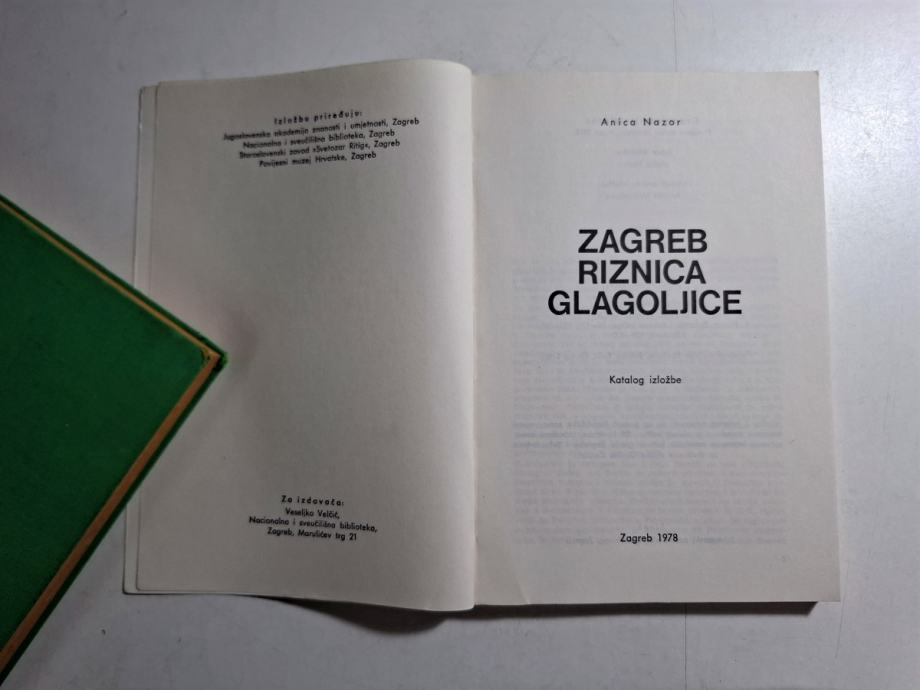 Izložbu priređuju:
Jugoslavenska akademija znanosti i umjetnosti, Zagreb
Nacionalna i sveučilišna biblioteka, Zagreb
Staroslavenski zavod »Svetozar Ritig«, Zagreb
Povijesni muzej Hrvatske, Zagreb
Za izdavača:
Veseljko Velčić,
Nacionalna i sveučilišna biblioteka,
Zagreb, Marulićev trg 21
Anica Nazor
ZAGREB
RIZNICA
GLAGOLJICE
Katalog izložbe
Zagreb 1978